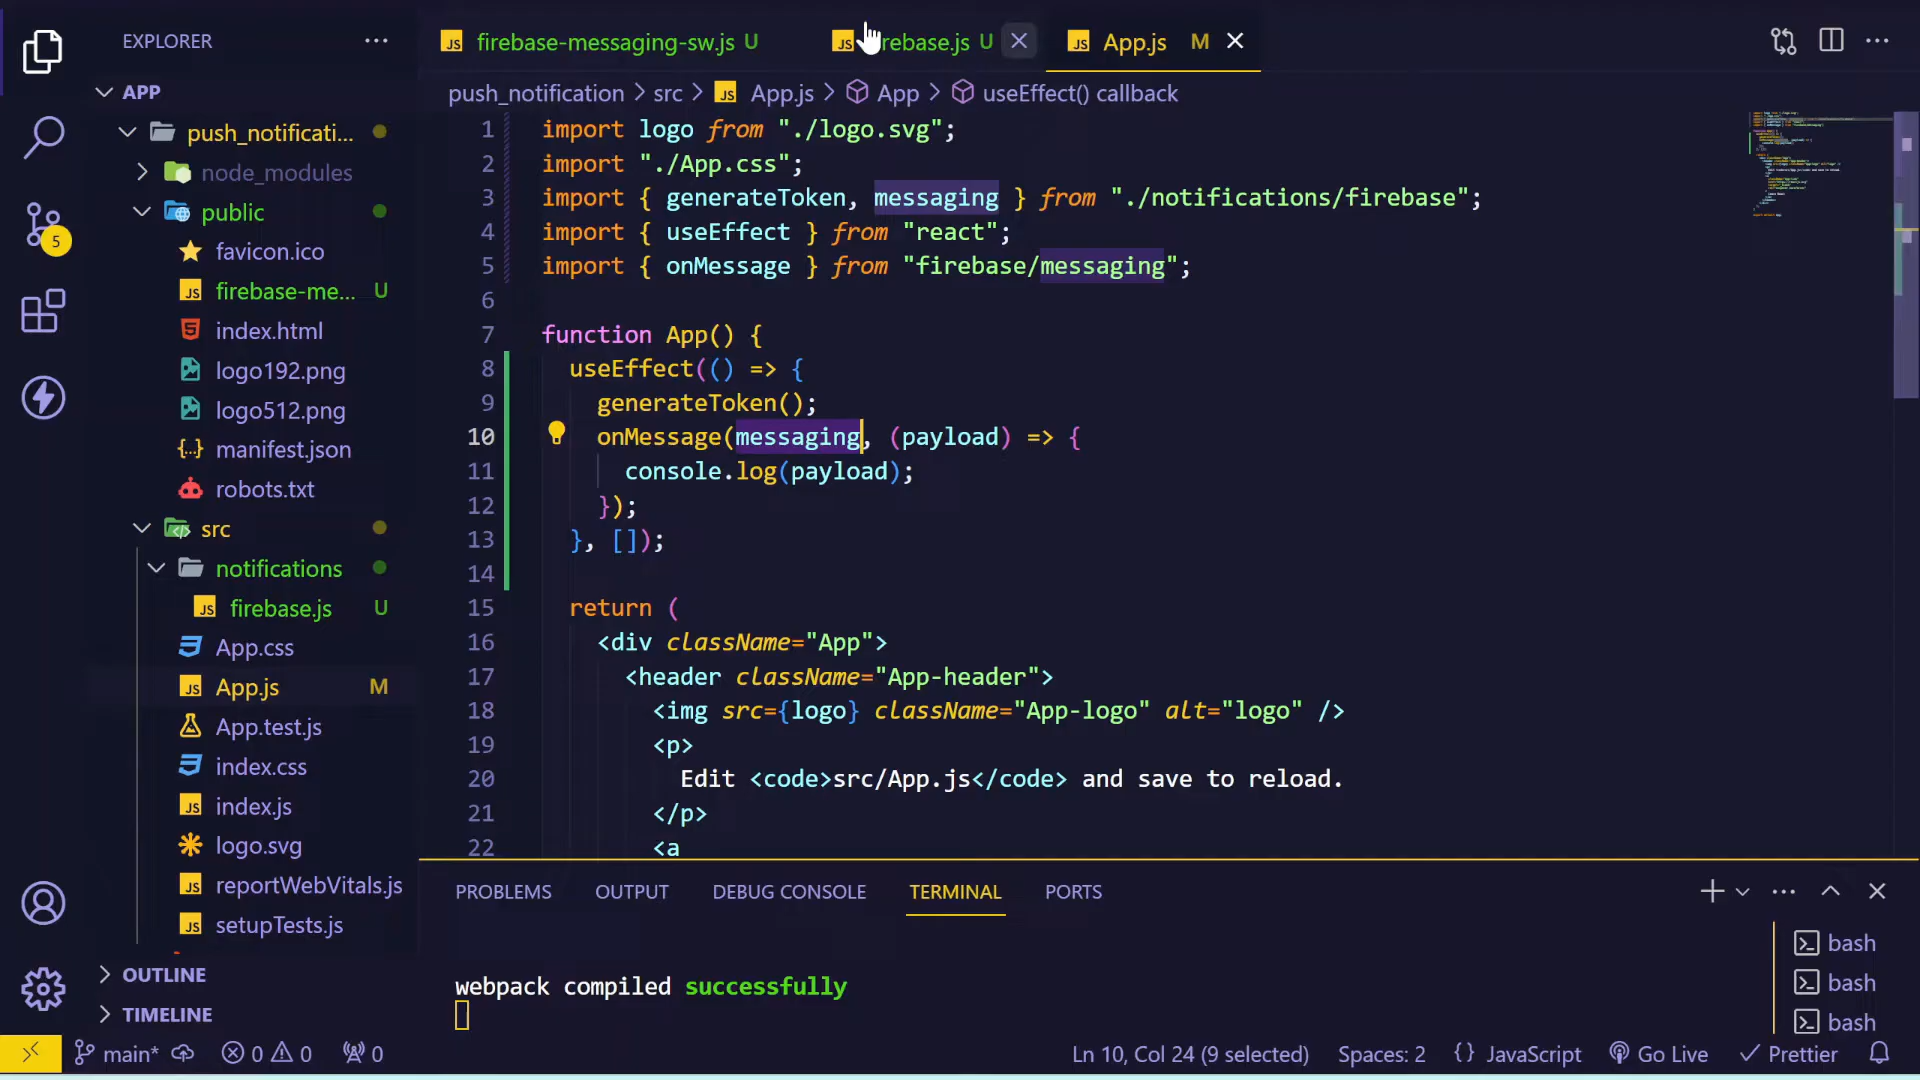 EXPLORER
APP
push_notificati...
node_modules
public
favicon.ico
firebase-me... U
index.html
logo192.png
logo512.png
manifest.json
robots.txt
src
notifications
firebase.js U
App.css
App.js M
App.test.js
index.css
index.js
logo.svg
reportWebVitals.js
setupTests.js
OUTLINE
TIMELINE
5
JS firebase-messaging-sw.js U
JS rebase.js U
JS App.js M
push_notification > src > JS App.js > App > useEffect() callback
1 import logo from "./logo.svg";
2 import "./App.css";
3 import { generateToken, messaging } from "./notifications/firebase";
4 import { useEffect } from "react";
5 import { onMessage } from "firebase/messaging";
6
7 function App() {
8 useEffect(() => {
9 generateToken();
10 onMessage(messaging, (payload) => {
11 console.log(payload);
12 });
13 }, []);
14
15 return (
16 <div className="App">
17 <header className="App-header">
18 <img src={logo} className="App-logo" alt="logo" />
19 <p>
20 Edit <code>src/App.js</code> and save to reload.
21 </p>
22 <a
PROBLEMS OUTPUT DEBUG CONSOLE TERMINAL PORTS
webpack compiled successfully
bash
bash
bash
main* 0 0 0 Ln 10, Col 24 (9 selected) Spaces: 2 {} JavaScript Go Live Prettier